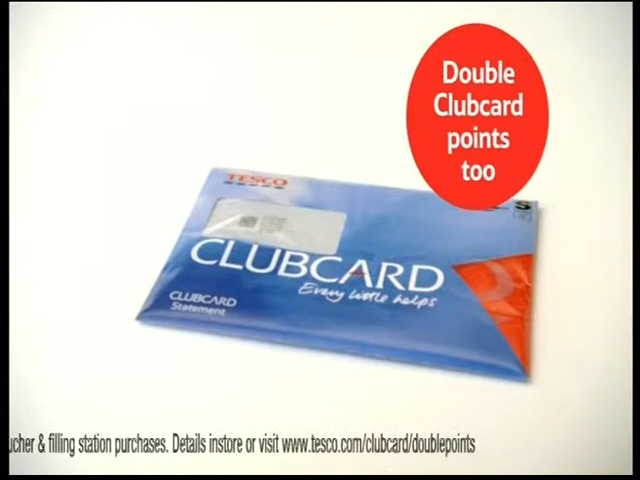 Double
Clubcard
points
too
TESCO
CLUBCARD
Every little helps
CLUBCARD
Statement
& filling station purchases. Details instore or visit www.tesco.com/clubcard/doublepoints